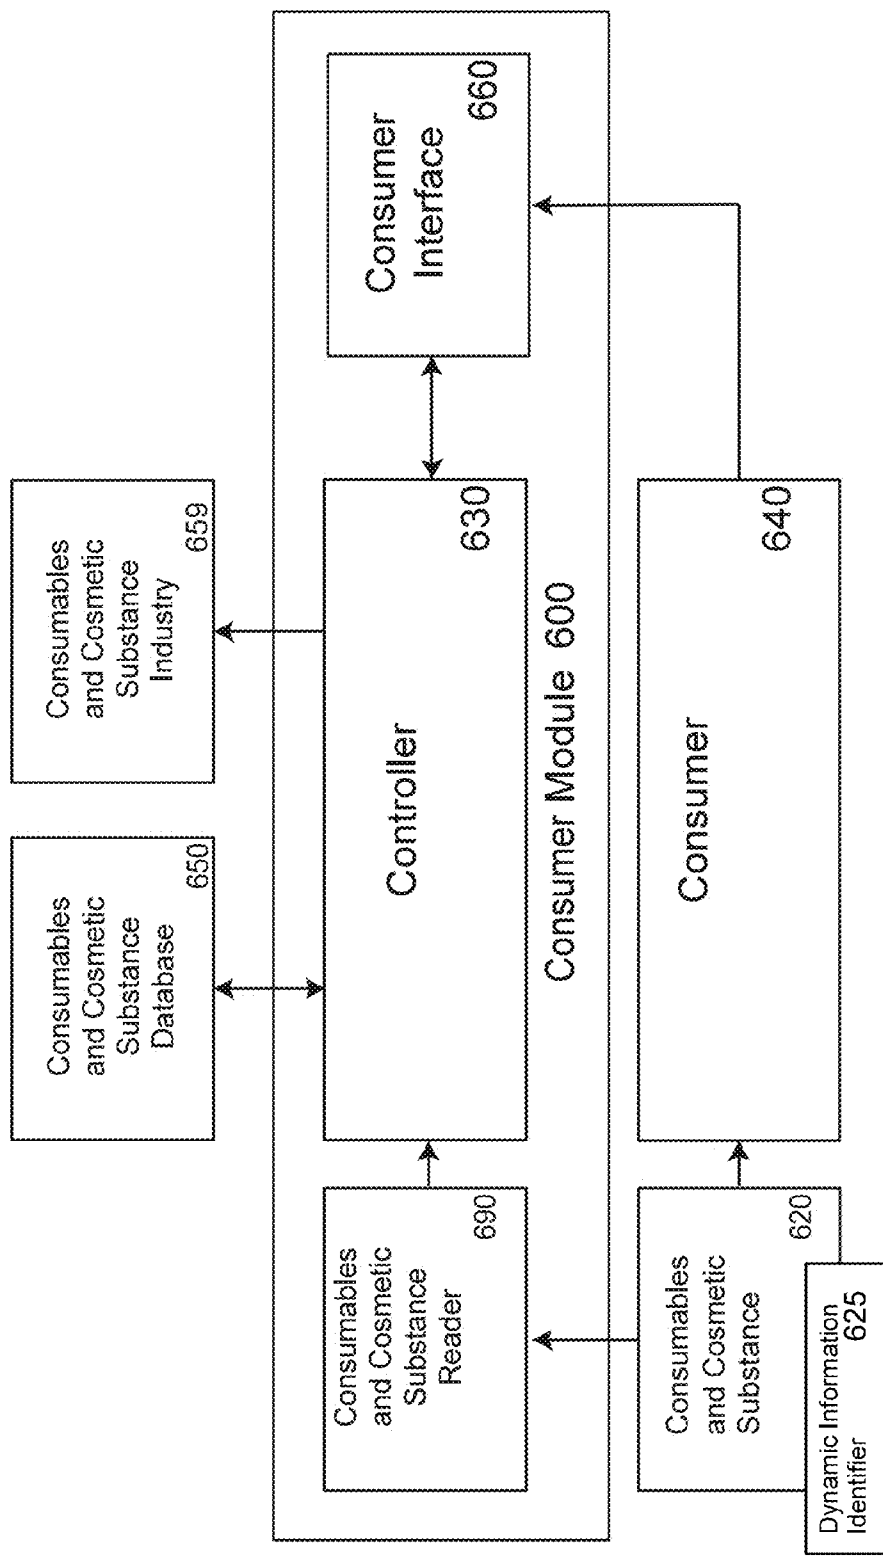 Consumables
and Cosmetic
Substance
Database
650
Consumables
and Cosmetic
Substance
Industry
659
Consumables
and Cosmetic
Substance
Reader
690
Controller
630
Consumer
Interface
660
Consumer Module 600
Consumables
and Cosmetic
Substance
620
Consumer
640
Dynamic Information
Identifier 625